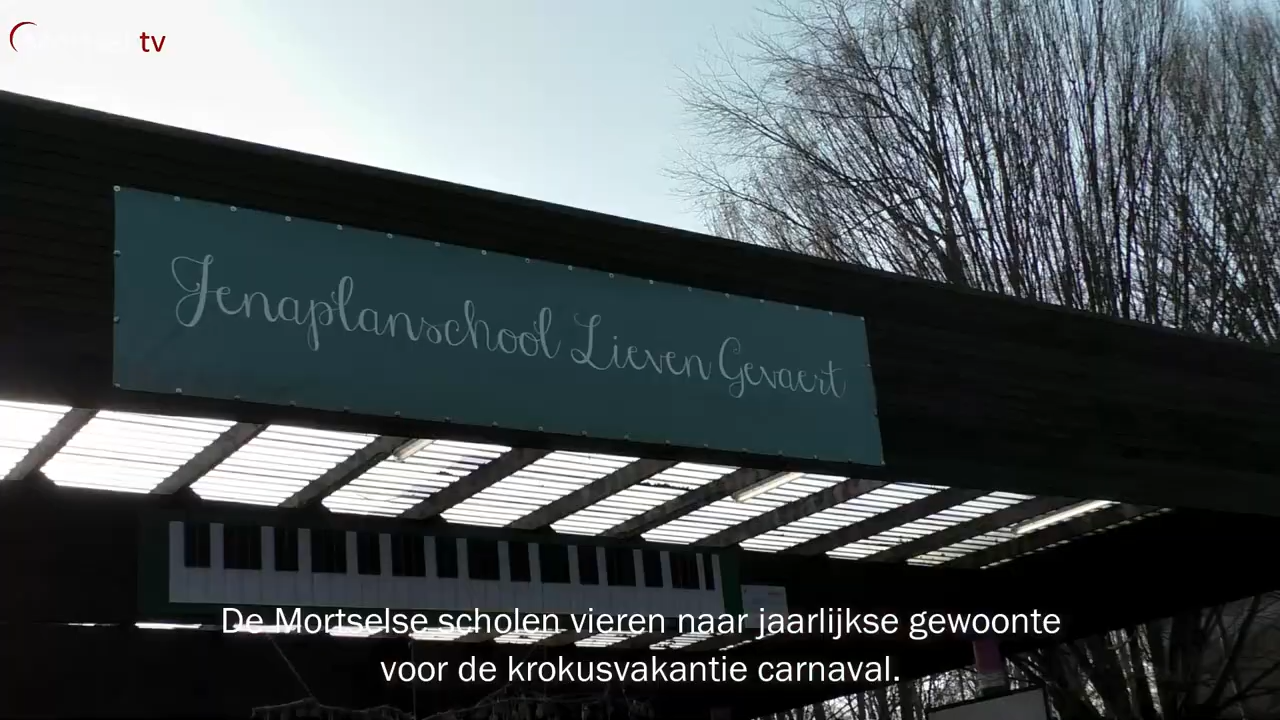 tv
Jenaplanschool Lieven Gevaert
De Mortselse scholen vieren naar jaarlijkse gewoonte
voor de krokusvakantie carnaval.